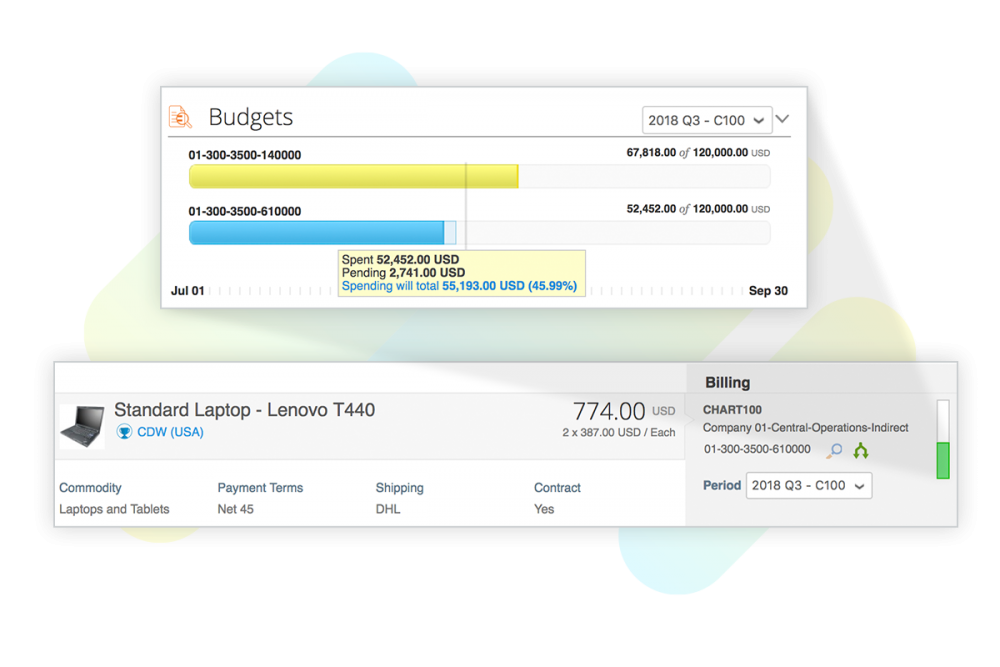 Budgets
2018 Q3 - C100
01-300-3500-140000
67,818.00 of 120,000.00 USD
01-300-3500-610000
52,452.00 of 120,000.00 USD
Spent 52,452.00 USD
Pending 2,741.00 USD
Spending will total 55,193.00 USD (45.99%)
Jul 01
Sep 30
Standard Laptop - Lenovo T440
CDW (USA)
774.00 USD
2 x 387.00 USD / Each
Commodity
Laptops and Tablets
Payment Terms
Net 45
Shipping
DHL
Contract
Yes
Billing
CHART100
Company 01-Central-Operations-Indirect
01-300-3500-610000
Period 2018 Q3 - C100